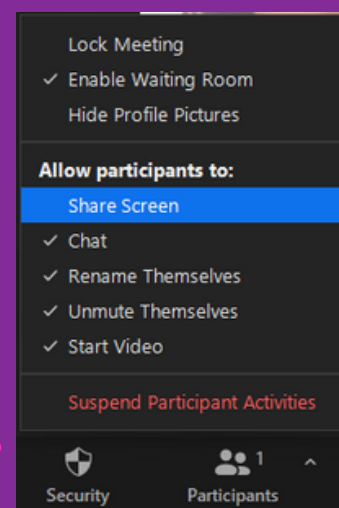 Lock Meeting
✓ Enable Waiting Room
Hide Profile Pictures
Allow participants to:
Share Screen
✓ Chat
✓ Rename Themselves
✓ Unmute Themselves
✓ Start Video
Suspend Participant Activities
1
Security Participants